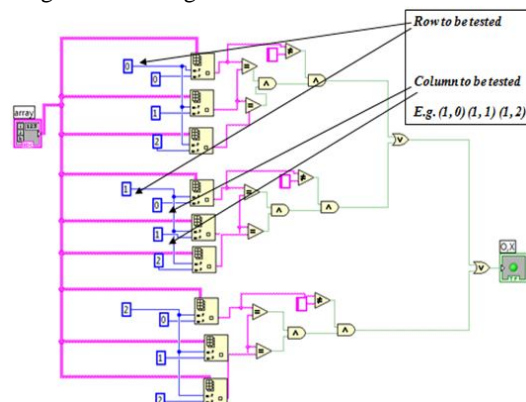 Row to be tested
Column to be tested
E.g. (1, 0) (1, 1) (1, 2)
array
0
0
1
2
1
0
1
2
2
0
1
2
O,X